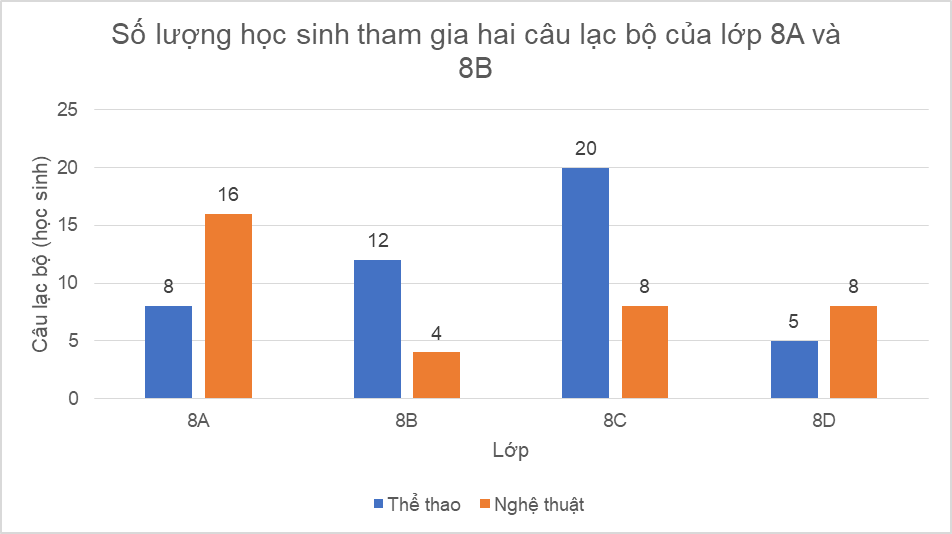 Số lượng học sinh tham gia hai câu lạc bộ của lớp 8A và
8B
Câu lạc bộ (học sinh)
25
20
15
10
5
0
8
16
12
4
20
8
5
8
8A
8B
8C
8D
Lớp
Thể thao
Nghệ thuật